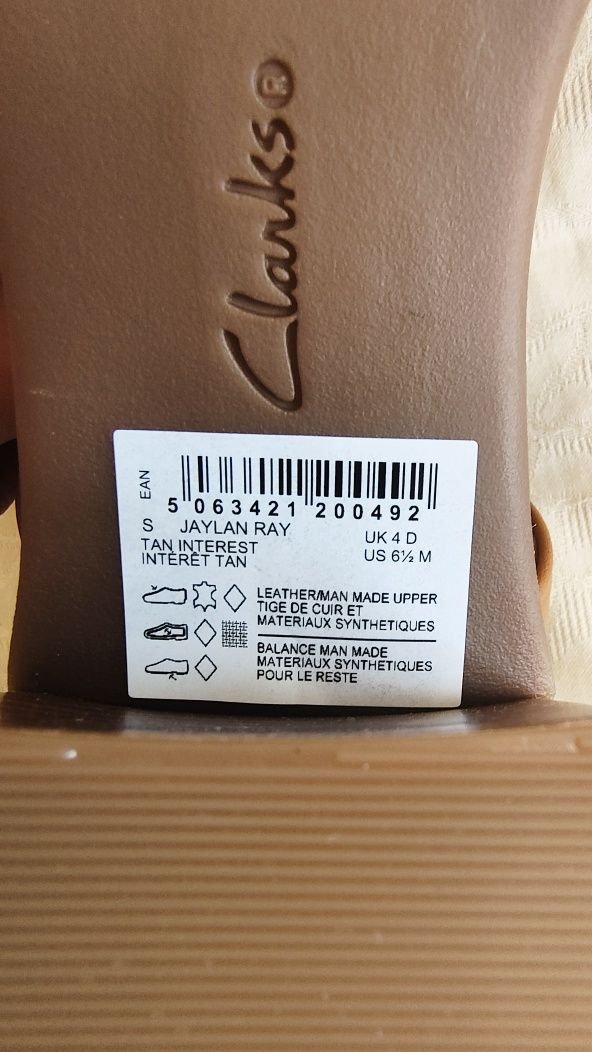 Clarks®
EAN
5 063421 200492
S JAYLAN RAY
UK 4 D
TAN INTEREST
US 6½ M
INTÉRÊT TAN
LEATHER/MAN MADE UPPER
TIGE DE CUIR ET
MATERIAUX SYNTHETIQUES
BALANCE MAN MADE
MATERIAUX SYNTHETIQUES
POUR LE RESTE